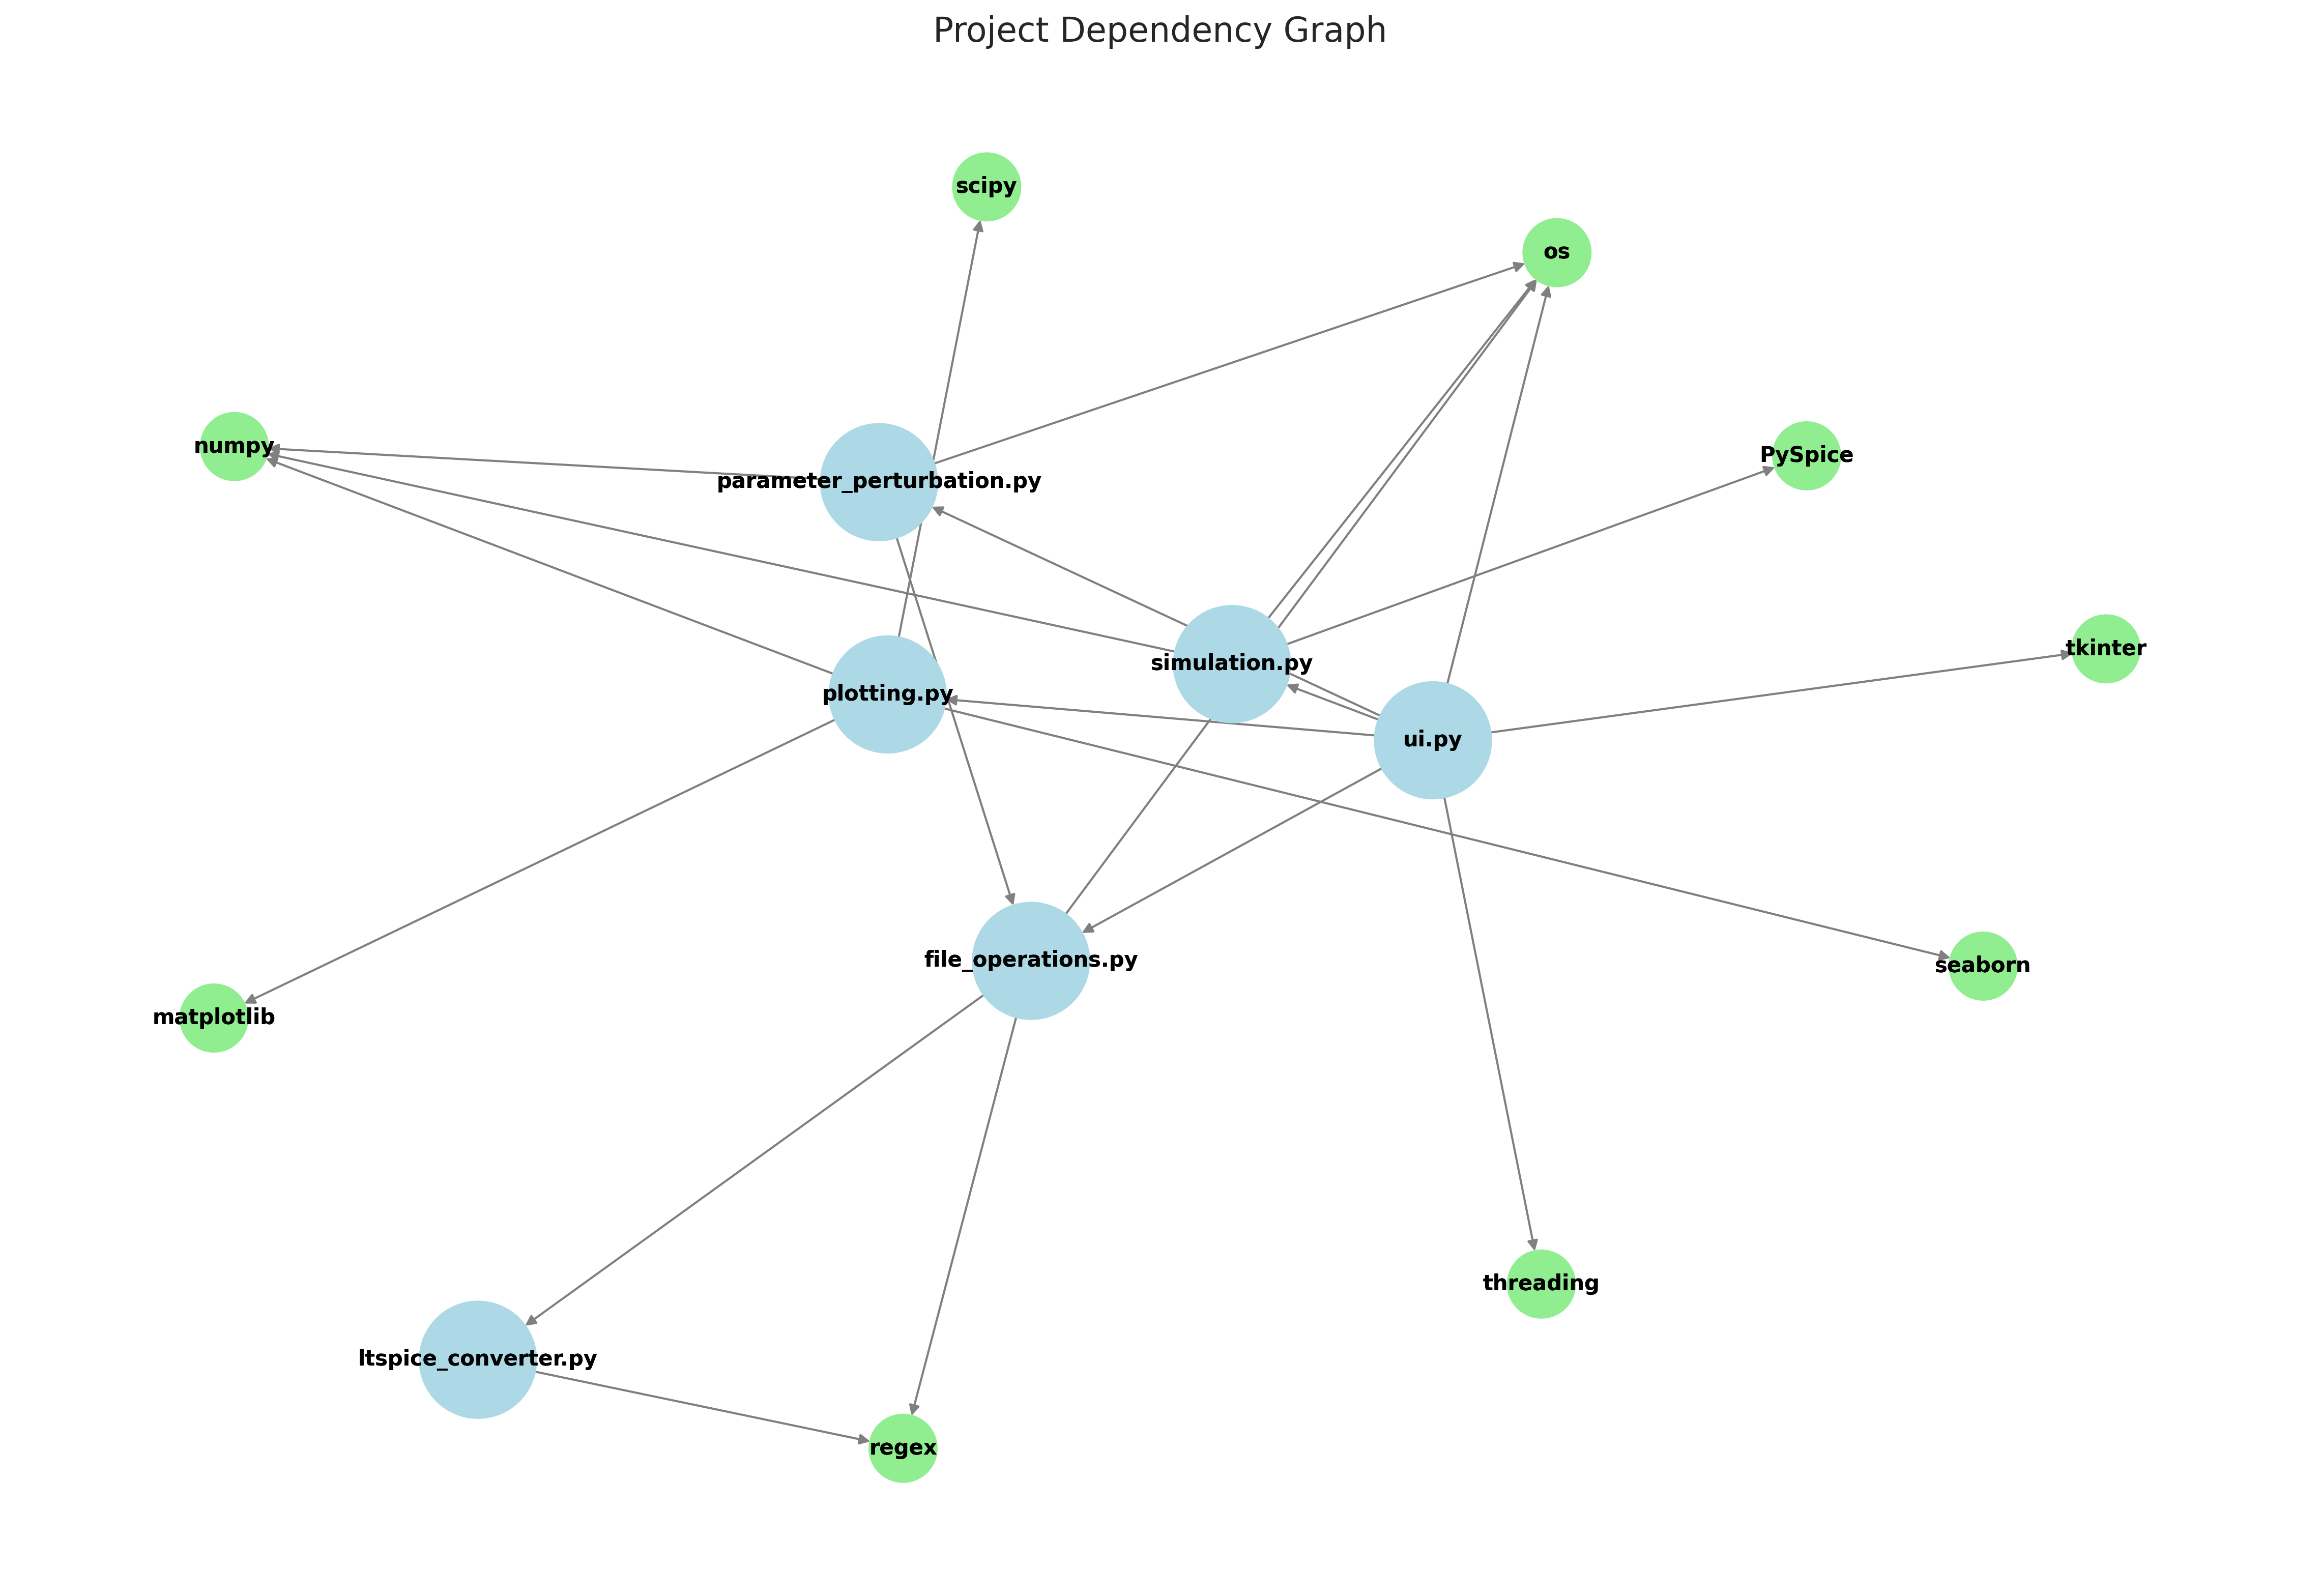 Project Dependency Graph
scipy
os
numpy
PySpice
parameter_perturbation.py
tkinter
simulation.py
plotting.py
ui.py
file_operations.py
seaborn
matplotlib
threading
ltspice_converter.py
regex